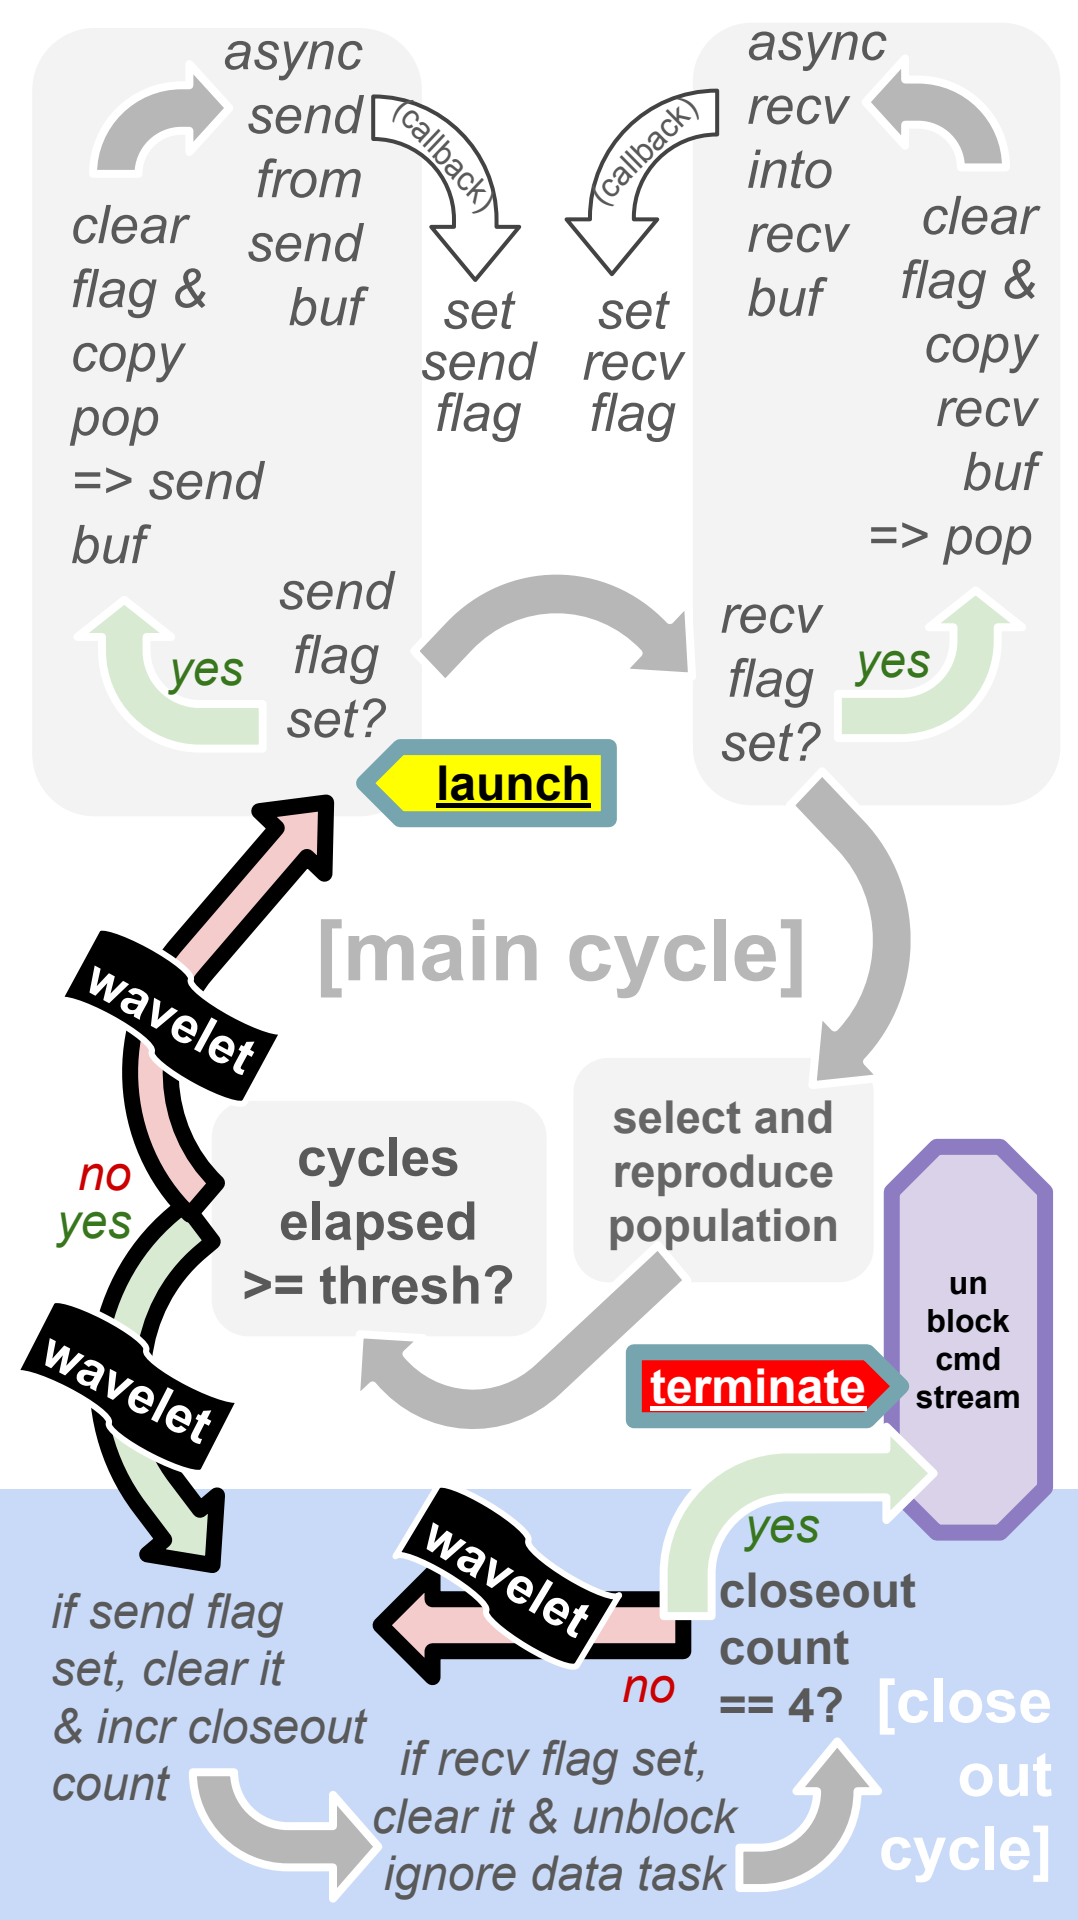 async
send
from
send
buf
(callback)
set
send
flag
clear
flag &
copy
pop
=> send
buf
send
flag
set?
yes
async
recv
into
recv
buf
(callback)
set
recv
flag
clear
flag &
copy
recv
buf
=> pop
recv
flag
set?
yes
launch
[main cycle]
wavelet
select and
reproduce
population
cycles
elapsed
>= thresh?
no
yes
wavelet
un
block
cmd
stream
terminate
if send flag
set, clear it
& incr closeout
count
if recv flag set,
clear it & unblock
ignore data task
closeout
count
== 4?
yes
no
wavelet
[close
out
cycle]